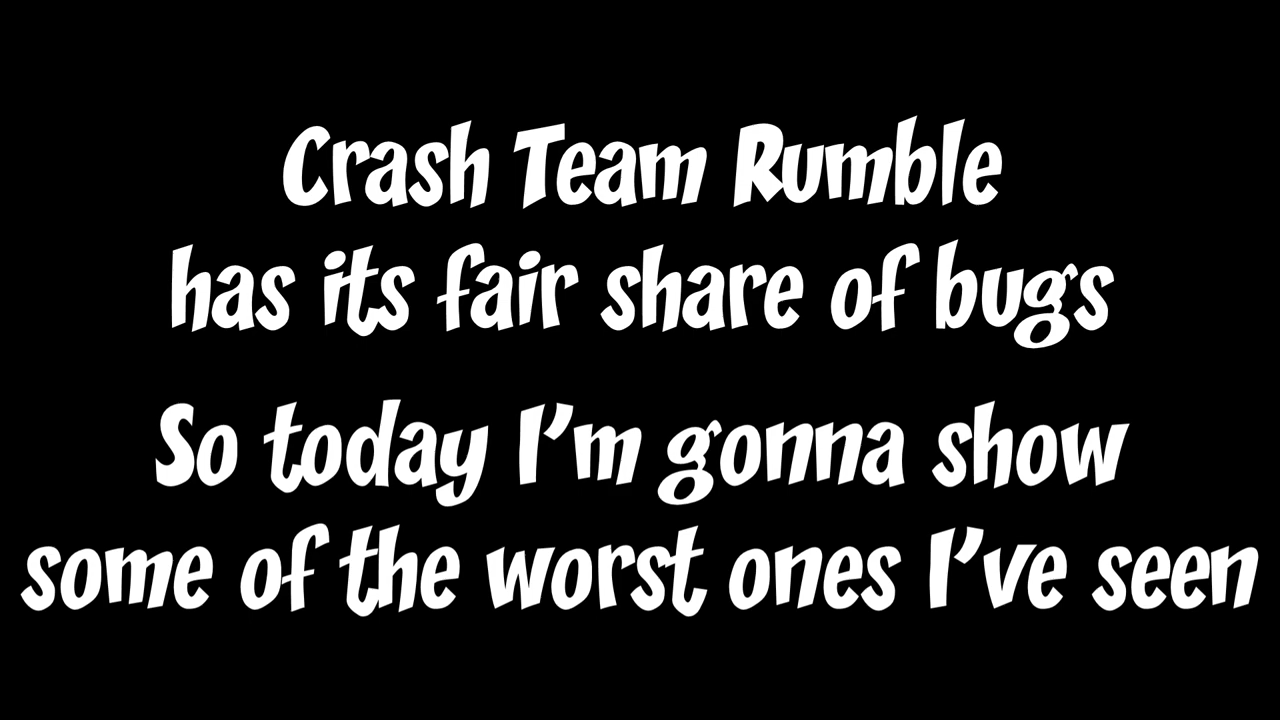 Crash Team Rumble
has its fair share of bugs
So today I'm gonna show
some of the worst ones I've seen